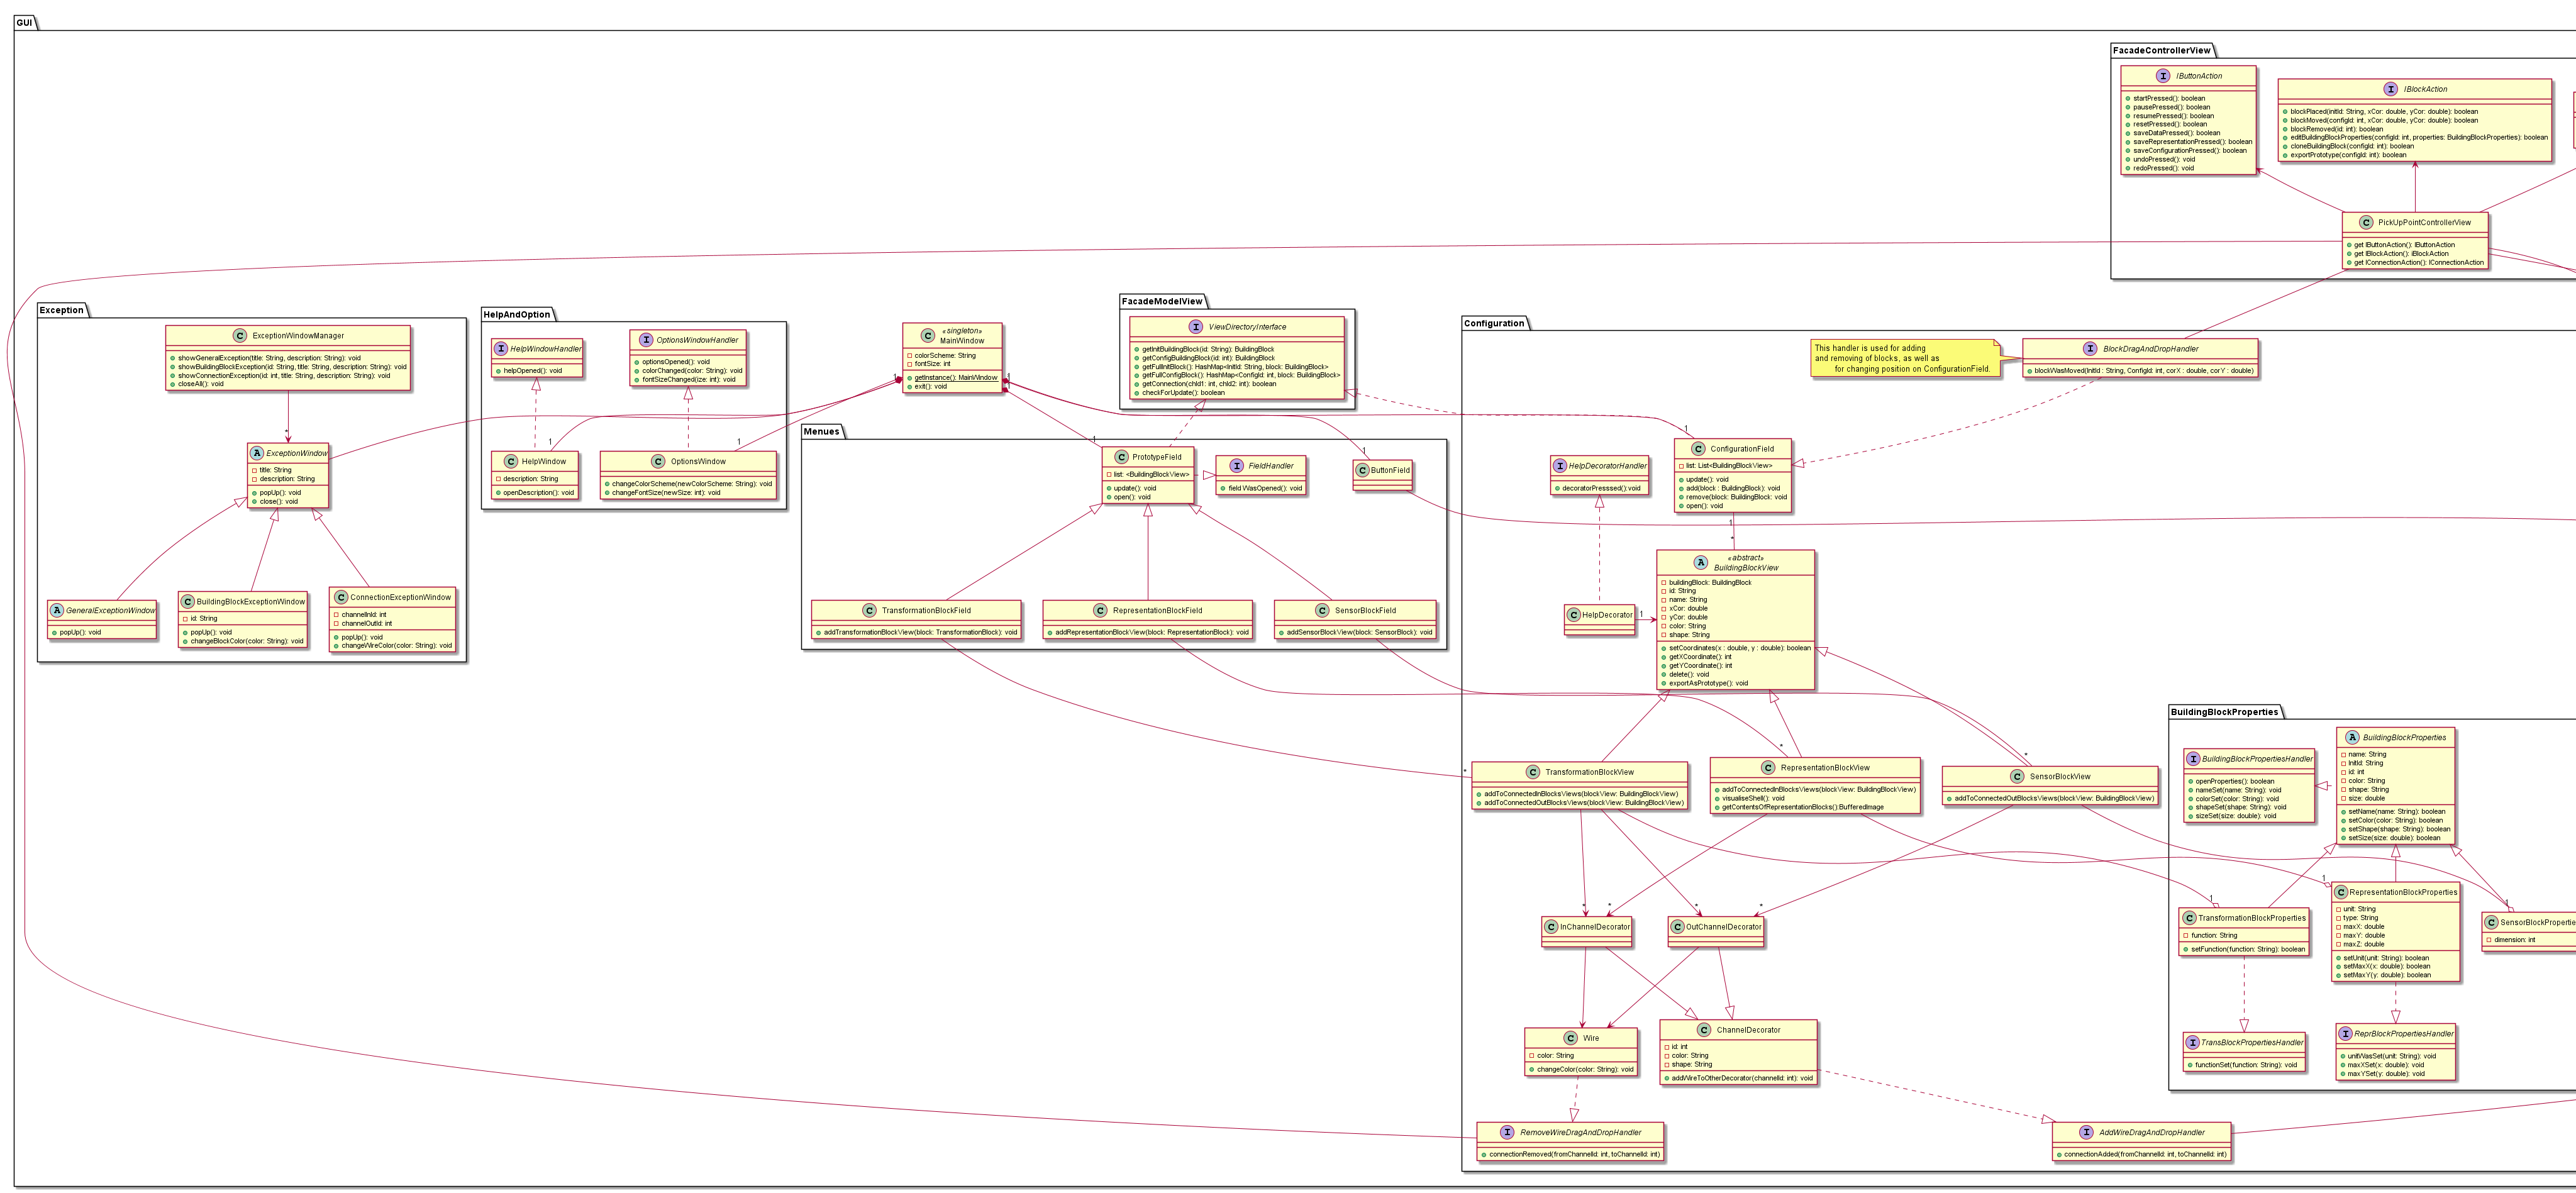 GUI
FacadeControllerView
IButtonAction
startPressed(): boolean
pausePressed(): boolean
resumePressed(): boolean
resetPressed(): boolean
saveDataPressed(): boolean
saveRepresentationPressed(): boolean
saveConfigurationPressed(): boolean
undoPressed(): void
redoPressed(): void
IBlockAction
blockPlaced(initId: String, xCor: double, yCor: double): boolean
blockMoved(configId: int, xCor: double, yCor: double): boolean
blockRemoved(id: int): boolean
editBuildingBlockProperties(configId: int, properties: BuildingBlockProperties): boolean
cloneBuildingBlock(configId: int): boolean
exportPrototype(configId: int): boolean
PickUpPointControllerView
get IButtonAction(): IButtonAction
get IBlockAction(): IBlockAction
get IConnectionAction(): IConnectionAction
Exception
ExceptionWindowManager
showGeneralException(title: String, description: String): void
showBuildingBlockException(id: String, title: String, description: String): void
showConnectionException(id: int, title: String, description: String): void
closeAll(): void
*
ExceptionWindow
title: String
description: String
popUp(): void
close(): void
GeneralExceptionWindow
popUp(): void
BuildingBlockExceptionWindow
id: String
popUp(): void
changeBlockColor(color: String): void
ConnectionExceptionWindow
channelInId: int
channelOutId: int
popUp(): void
changeWireColor(color: String): void
HelpAndOption
HelpWindowHandler
helpOpened(): void
OptionsWindowHandler
optionsOpened(): void
colorChanged(color: String): void
fontSizeChanged(ize: int): void
1
HelpWindow
description: String
openDescription(): void
1
OptionsWindow
changeColorScheme(newColorScheme: String): void
changeFontSize(newSize: int): void
«singleton»
MainWindow
colorScheme: String
fontSize: int
getInstance(): MainWindow
exit(): void
1
1
1
FacadeModelView
ViewDirectoryInterface
getInitBuildingBlock(id: String): BuildingBlock
getConfigBuildingBlock(id: int): BuildingBlock
getFullInitBlock(): HashMap<InitId: String, block: BuildingBlock>
getFullConfigBlock(): HashMap<ConfigId: int, block: BuildingBlock>
getConnection(chId1: int, chId2: int): boolean
checkForUpdate(): boolean
Menues
1
PrototypeField
list: <BuildingBlockView>
update(): void
open(): void
FieldHandler
fieldWasOpened(): void
1
ButtonField
TransformationBlockField
addTransformationBlockView(block: TransformationBlock): void
RepresentationBlockField
addRepresentationBlockView(block: RepresentationBlock): void
SensorBlockField
addSensorBlockView(block: SensorBlock): void
Configuration
This handler is used for adding
and removing of blocks, as well as
for changing position on ConfigurationField.
BlockDragAndDropHandler
blockWasMoved(InitId : String, ConfigId: int, corX : double, corY : double)
1
ConfigurationField
list: List<BuildingBlockView>
update(): void
add(block : BuildingBlock): void
remove(block: BuildingBlock: void
open(): void
1
*
HelpDecoratorHandler
decoratorPresssed():void
HelpDecorator
1
«abstract»
BuildingBlockView
buildingBlock: BuildingBlock
id: String
name: String
xCor: double
yCor: double
color: String
shape: String
setCoordinates(x : double, y : double): boolean
getXCoordinate(): int
getYCoordinate(): int
delete(): void
exportAsPrototype(): void
*
TransformationBlockView
addToConnectedInBlocksViews(blockView: BuildingBlockView)
addToConnectedOutBlocksViews(blockView: BuildingBlockView)
*
RepresentationBlockView
addToConnectedInBlocksViews(blockView: BuildingBlockView)
visualiseShell(): void
getContentsOfRepresentationBlocks():BufferedImage
*
SensorBlockView
addToConnectedOutBlocksViews(blockView: BuildingBlockView)
*
*
*
*
InChannelDecorator
OutChannelDecorator
Wire
color: String
changeColor(color: String): void
ChannelDecorator
id: int
color: String
shape: String
addWireToOtherDecorator(channelId: int): void
RemoveWireDragAndDropHandler
connectionRemoved(fromChannelId: int, toChannelId: int)
AddWireDragAndDropHandler
connectionAdded(fromChannelId: int, toChannelId: int)
BuildingBlockProperties
BuildingBlockPropertiesHandler
openProperties(): boolean
nameSet(name: String): void
colorSet(color: String): void
shapeSet(shape: String): void
sizeSet(size: double): void
BuildingBlockProperties
name: String
InitId: String
id: int
color: String
shape: String
size: double
setName(name: String): boolean
setColor(color: String): boolean
setShape(shape: String): boolean
setSize(size: double): boolean
1
TransformationBlockProperties
function: String
setFunction(function: String): boolean
1
RepresentationBlockProperties
unit: String
type: String
maxX: double
maxY: double
maxZ: double
setUnit(unit: String): boolean
setMaxX(x: double): boolean
setMaxY(y: double): boolean
1
SensorBlockPropertie
dimension: int
TransBlockPropertiesHandler
functionSet(function: String): void
ReprBlockPropertiesHandler
unitWasSet(unit: String): void
maxXSet(x: double): void
maxYSet(y: double): void